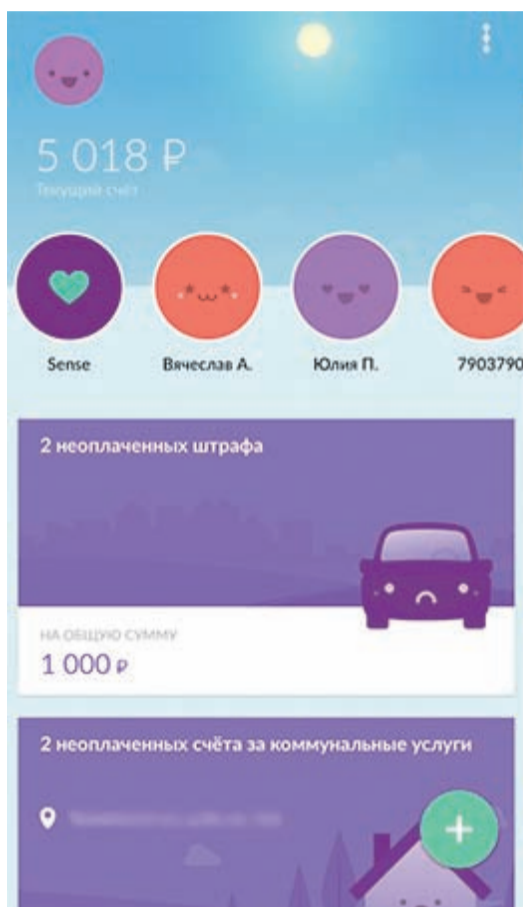 5 018 ₽
Текущий счёт
Sense
Вячеслав А.
Юлия П.
7903790
2 неоплаченных штрафа
НА ОБЩУЮ СУММУ
1 000 ₽
2 неоплаченных счёта за коммунальные услуги